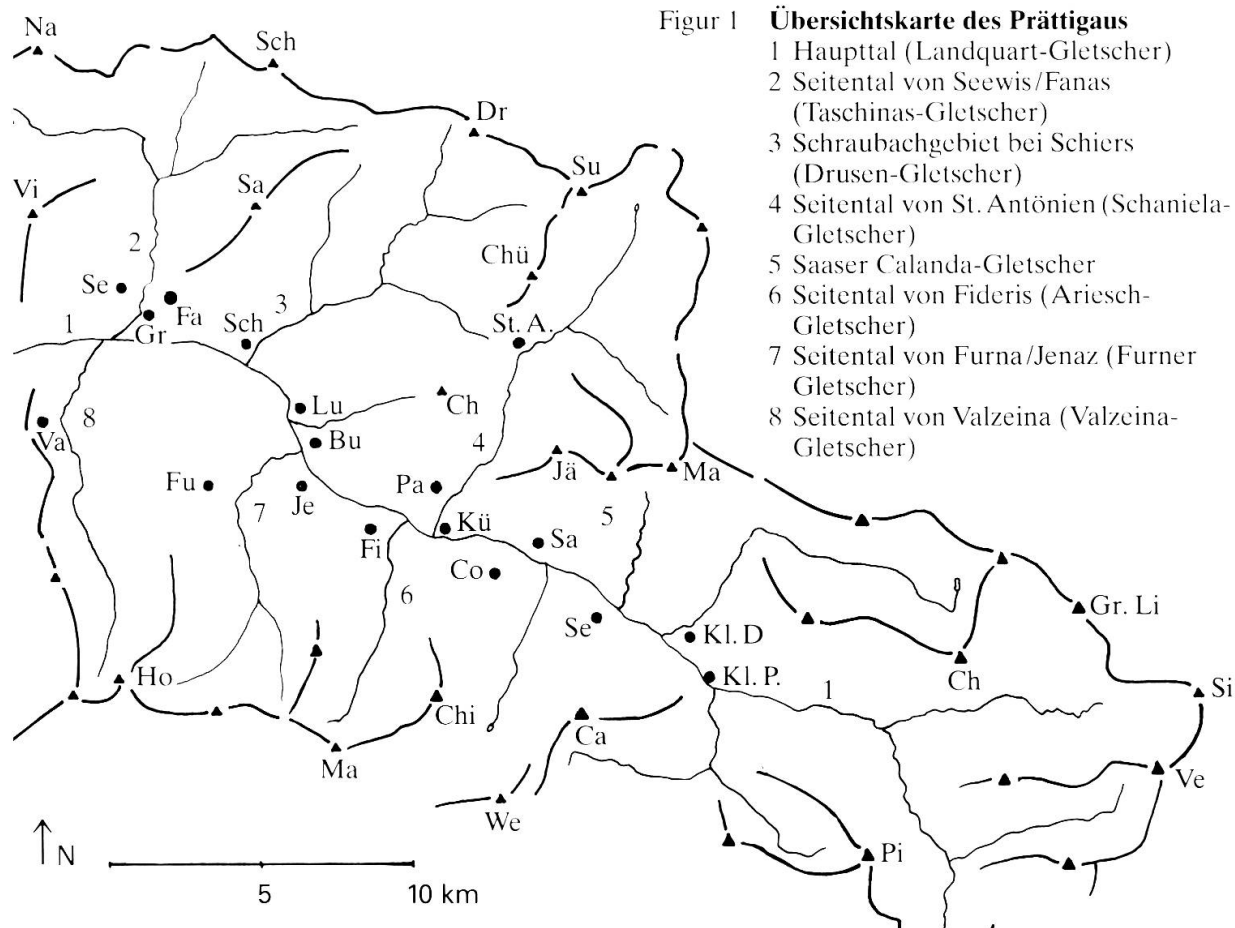 Figur 1 Übersichtskarte des Prättigaus
1 Haupttal (Landquart-Gletscher)
2 Seitental von Seewis/Fanas
(Taschinas-Gletscher)
3 Schraubachgebiet bei Schiers
(Drusen-Gletscher)
4 Seitental von St. Antönien (Schaniela-
Gletscher)
5 Saaser Calanda-Gletscher
6 Seitental von Fideris (Ariesch-
Gletscher)
7 Seitental von Furna/Jenaz (Furner
Gletscher)
8 Seitental von Valzeina (Valzeina-
Gletscher)
Na
Sch
Dr
Su
Vi
Sa
2
Chü
Se
Fa
3
1
Gr
Sch
St. A.
Lu
Ch
8
Va
Bu
4
Jä
Ma
Fu
Je
Pa
7
5
Fi
Kü
Sa
Co
6
Se
Kl. D
Gr. Li
Ho
Kl. P.
Ch
1
Si
Chi
Ca
Ma
Ve
We
Pi
N
5
10 km